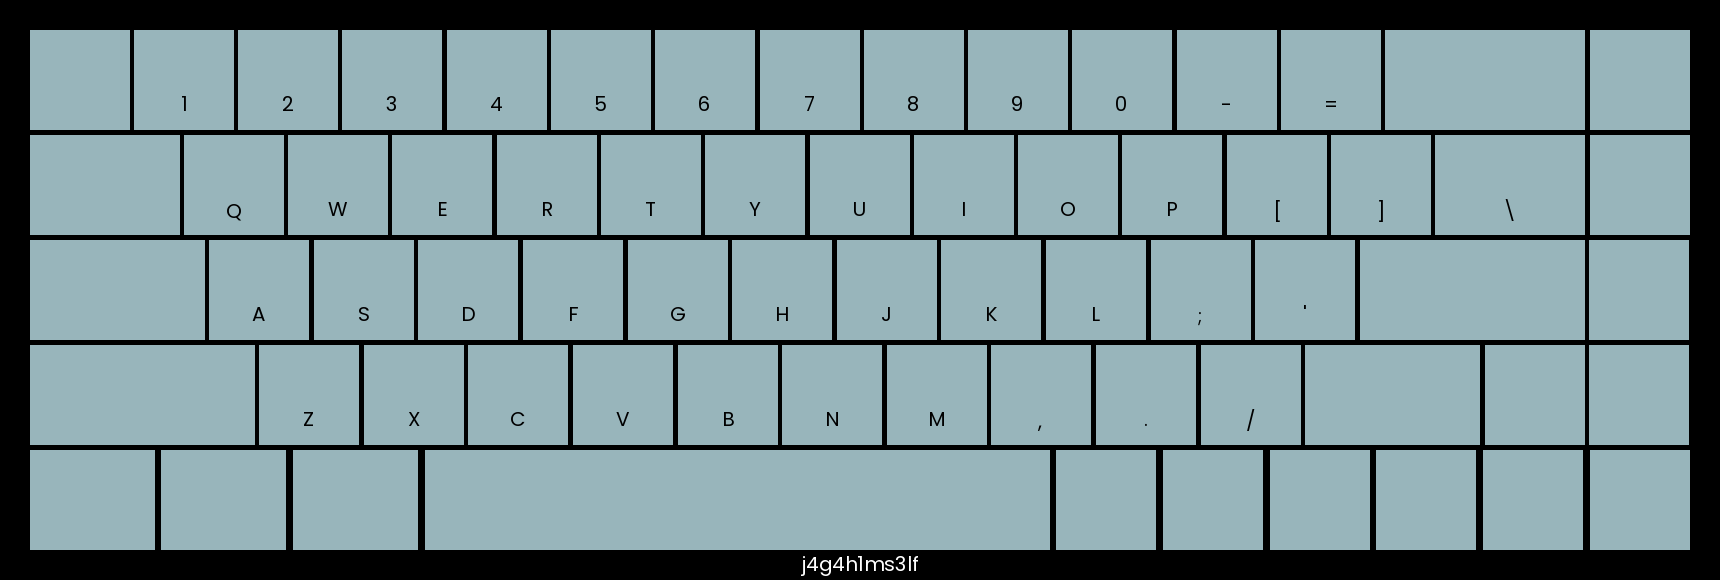 1 2 3 4 5 6 7 8 9 0 - =
Q W E R T Y U I O P [ ] \
A S D F G H J K L ; '
Z X C V B N M , . /
j4g4h1ms3lf